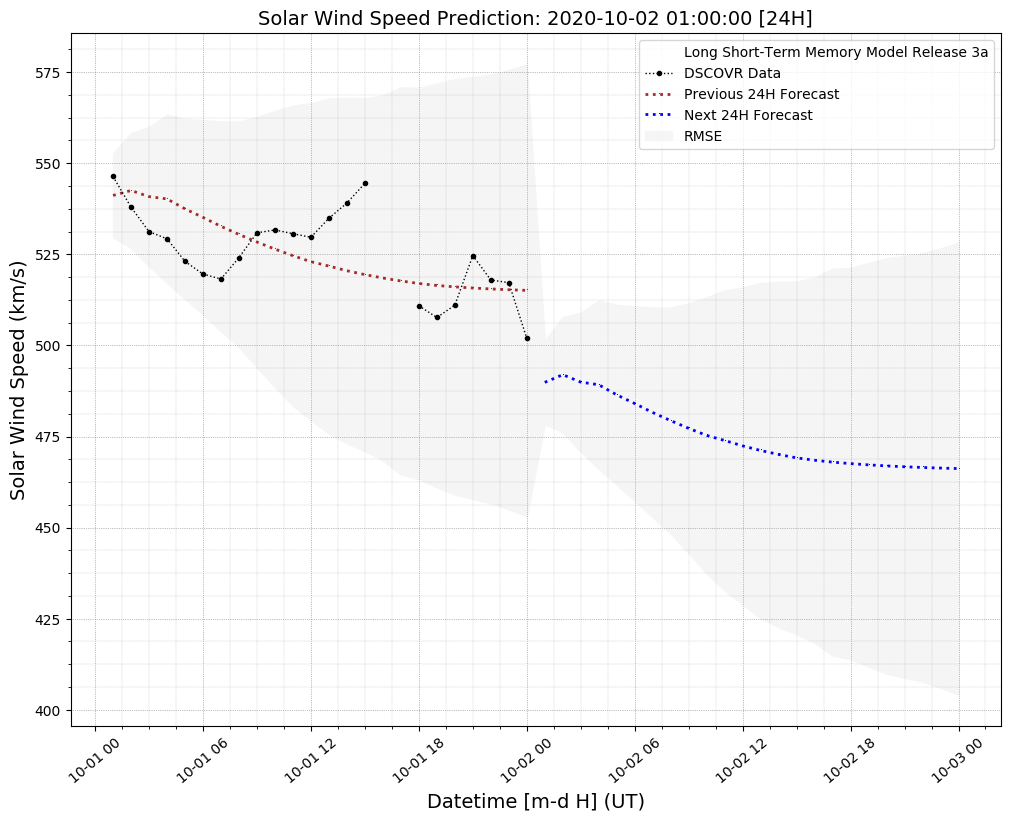 Solar Wind Speed Prediction: 2020-10-02 01:00:00 [24H]
Long Short-Term Memory Model Release 3a
DSCOVR Data
Previous 24H Forecast
Next 24H Forecast
RMSE
Solar Wind Speed (km/s)
575
550
525
500
475
450
425
400
10-01 00
10-01 06
10-01 12
10-01 18
10-02 00
10-02 06
10-02 12
10-02 18
10-03 00
Datetime [m-d H] (UT)